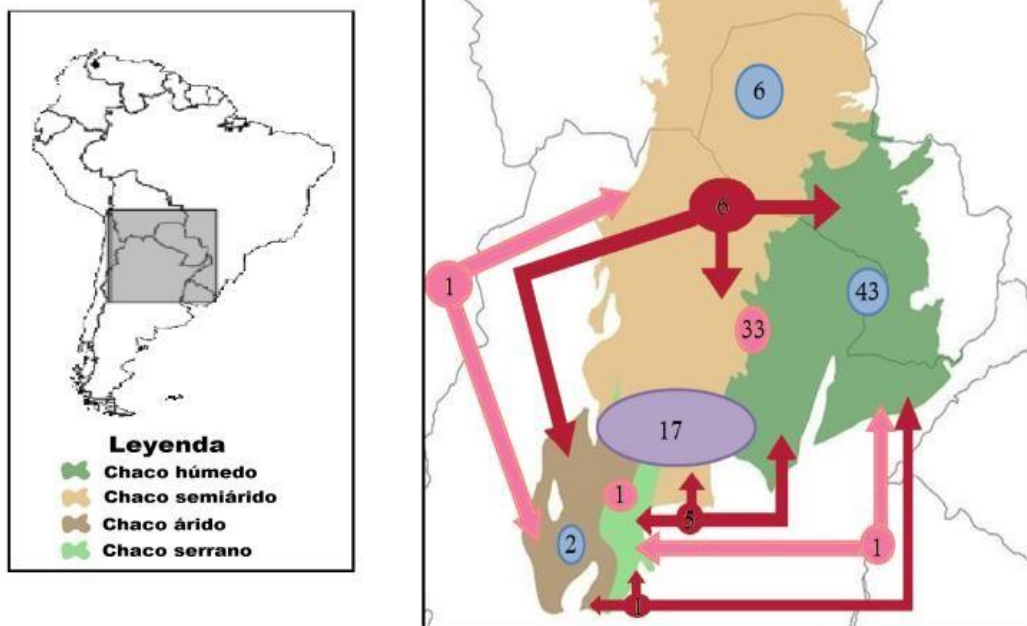 Leyenda
Chaco húmedo
Chaco semiárido
Chaco árido
Chaco serrano
6
6
1
43
33
17
1
5
2
1
1